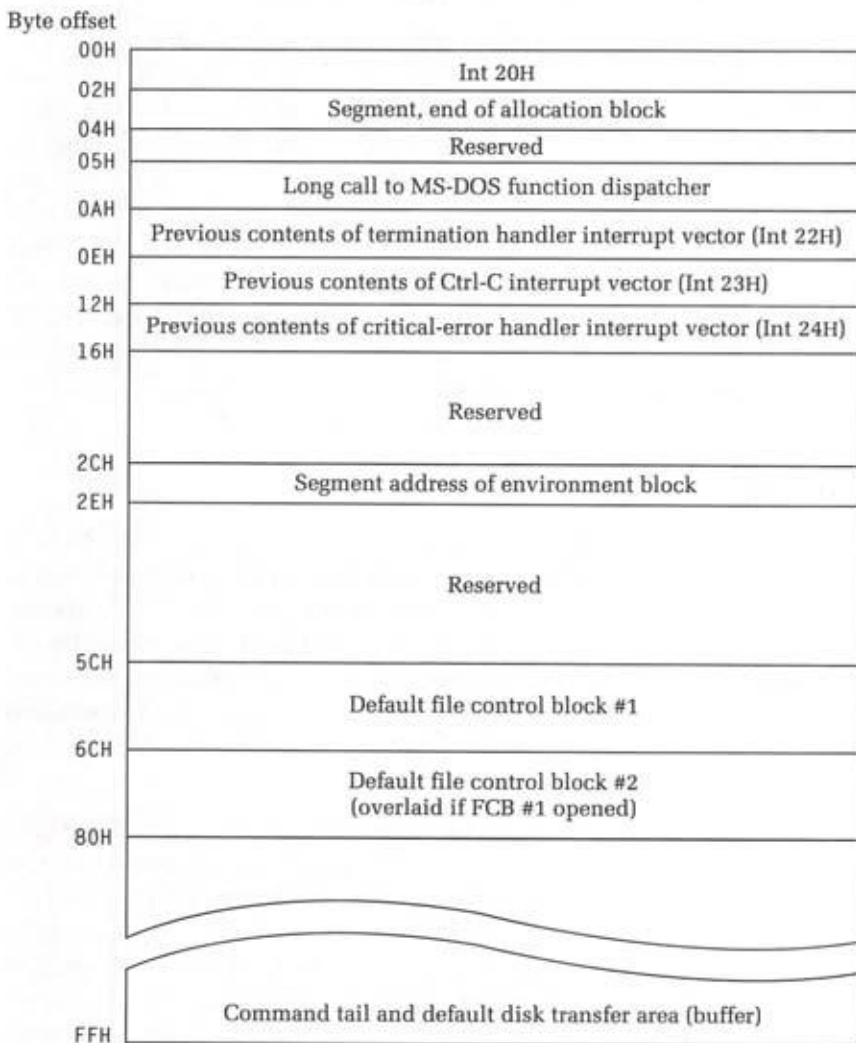 Byte offset
00H
Int 20H
02H
Segment, end of allocation block
04H
Reserved
05H
Long call to MS-DOS function dispatcher
0AH
Previous contents of termination handler interrupt vector (Int 22H)
0EH
Previous contents of Ctrl-C interrupt vector (Int 23H)
12H
Previous contents of critical-error handler interrupt vector (Int 24H)
16H
Reserved
2CH
Segment address of environment block
2EH
Reserved
5CH
Default file control block #1
6CH
Default file control block #2
(overlaid if FCB #1 opened)
80H
Command tail and default disk transfer area (buffer)
FFH